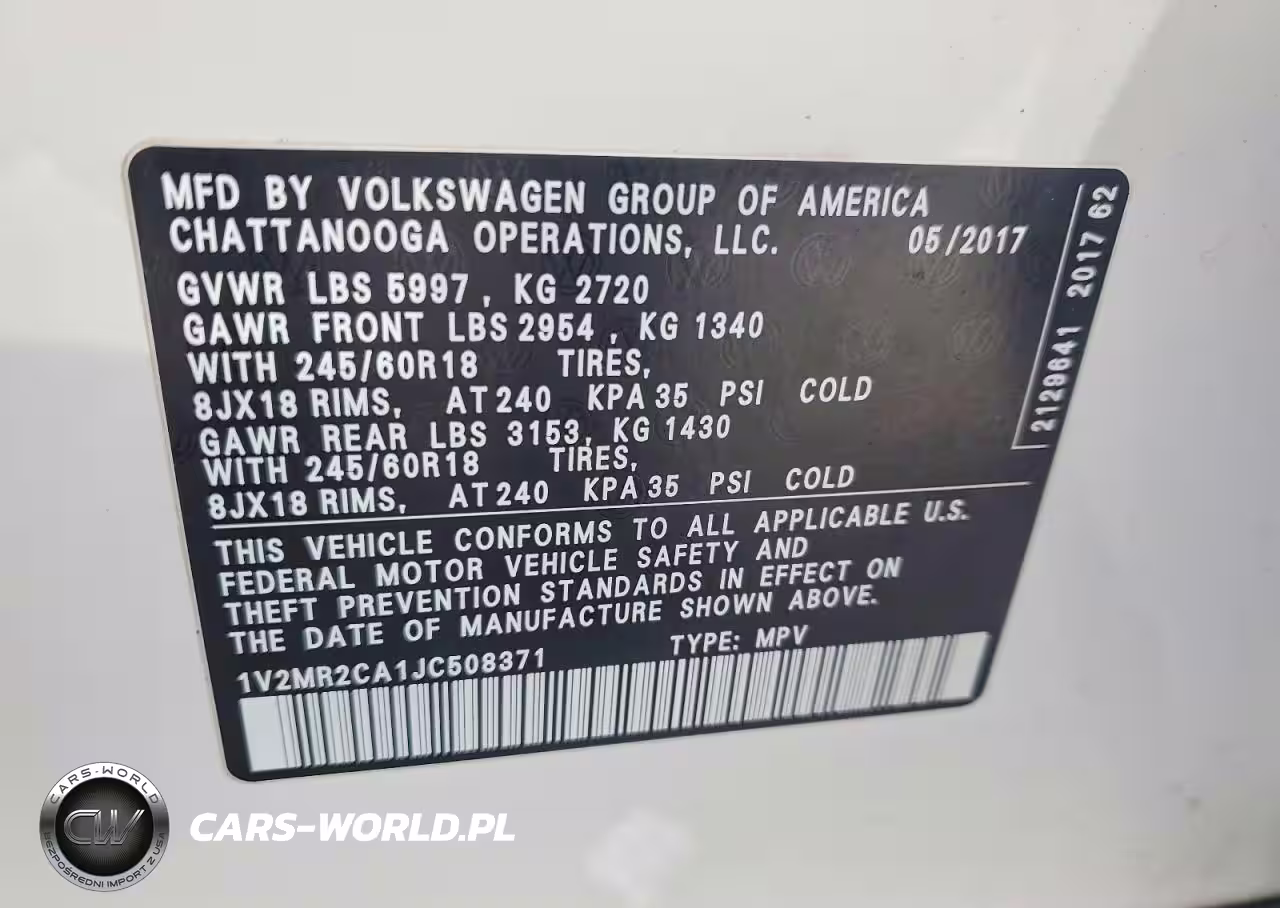 MFD BY VOLKSWAGEN GROUP OF AMERICA
CHATTANOOGA OPERATIONS, LLC. 05/2017
GVWR LBS 5997, KG 2720
GAWR FRONT LBS 2954, KG 1340
WITH 245/60R18 TIRES,
8JX18 RIMS, AT 240 KPA 35 PSI COLD
GAWR REAR LBS 3153, KG 1430
WITH 245/60R18 TIRES,
8JX18 RIMS, AT 240 KPA 35 PSI COLD
THIS VEHICLE CONFORMS TO ALL APPLICABLE U.S.
FEDERAL MOTOR VEHICLE SAFETY AND
THEFT PREVENTION STANDARDS IN EFFECT ON
THE DATE OF MANUFACTURE SHOWN ABOVE.
1V2MR2CA1JC508371 TYPE: MPV
2129641 2017 62
CARS-WORLD
CW
BEZPOŚREDNI IMPORT Z USA
CARS-WORLD.PL